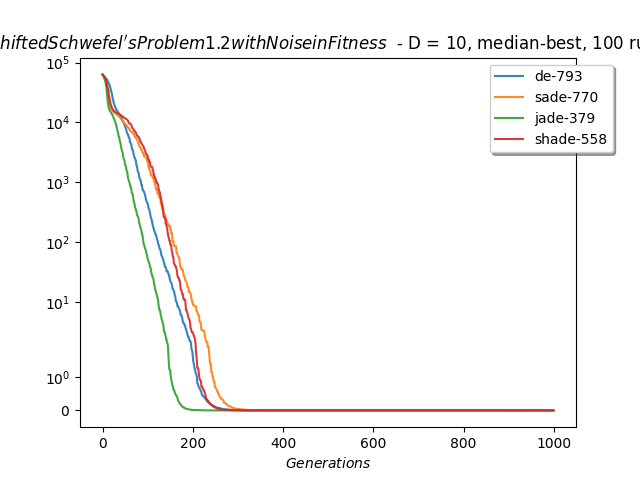 hiftedSchwefel'sProblem1.2withNoiseinFitness - D = 10, median-best, 100 ru
de-793
sade-770
jade-379
shade-558
10^5
10^4
10^3
10^2
10^1
10^0
0
0 200 400 600 800 1000
Generations